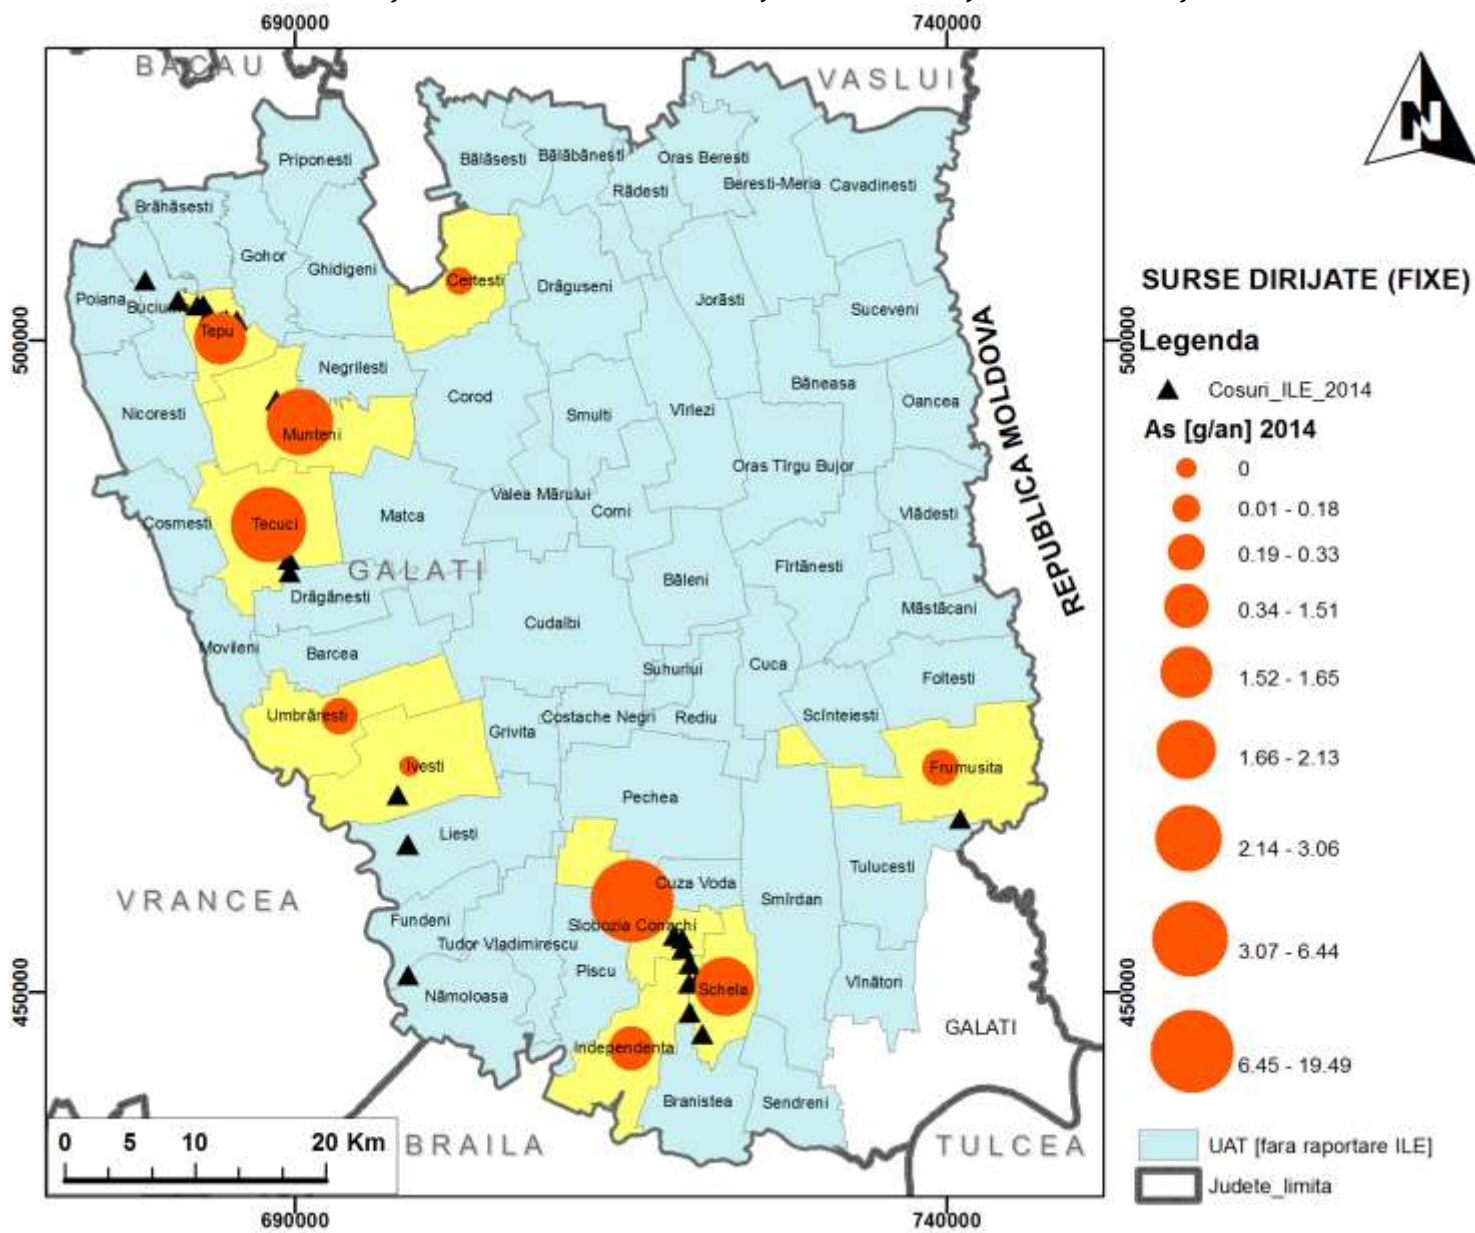 690000
740000
BACAU
VASLUI
N
Priponesti
Bălăsesti
Bălăbănesti
Oras Beresti
Rădesti
Beresti-Meria
Cavadinesti
Brăhăsesti
Gohor
Ghidigeni
Certesti
Drăguseni
Jorăsti
Suceveni
Poiana
Tepu
500000
Negrilesti
Corod
Smulti
Vîrlezi
Băneasa
Oancea
Nicoresti
Munteni
Oras Tîrgu Bujor
Valea Mărului
Comi
Vlădesti
Cosmesti
Tecuci
Matca
GALATI
Drăgănesti
Băleni
Fîrtănesti
Măstăcani
REPUBLICA MOLDOVA
Cudalbi
Movileni
Barcea
Suhurlui
Cuca
Foltesti
Umbrăresti
Grivita
Costache Negri
Rediu
Scînteiesti
Ivesti
Frumusita
Pechea
Liesti
Tulucesti
VRANCEA
Cuza Voda
Smîrdan
Fundeni
Slobozia Conachi
Tudor Vladimirescu
Piscu
Schela
Vînători
Nămoloasa
450000
GALATI
Independenta
Branistea
Sendreni
0 5 10 20 Km
BRAILA
TULCEA
690000
740000
500000
450000
SURSE DIRIJATE (FIXE)
Legenda
Cosuri_ILE_2014
As [g/an] 2014
0
0.01 - 0.18
0.19 - 0.33
0.34 - 1.51
1.52 - 1.65
1.66 - 2.13
2.14 - 3.06
3.07 - 6.44
6.45 - 19.49
UAT [fara raportare ILE]
Judete_limita